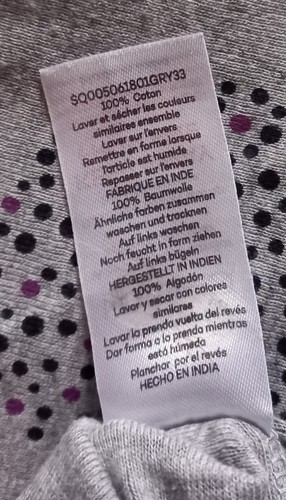 SQ005061801GRY33
100% Coton
Laver et sécher les couleurs
similaires ensemble
Laver sur l'envers
Remettre en forme lorsque
l'article est humide
Repasser sur l'envers
FABRIQUE EN INDE
100% Baumwolle
Ähnliche farben zusammen
waschen und trocknen
Auf links waschen
Noch feucht in form ziehen
Auf links bügeln
HERGESTELLT IN INDIEN
100% Algodón
Lavar y secar con colores
similares
Lavar la prenda vuelta del revés
Dar forma a la prenda mientras
está húmeda
Planchar por el revés
HECHO EN INDIA